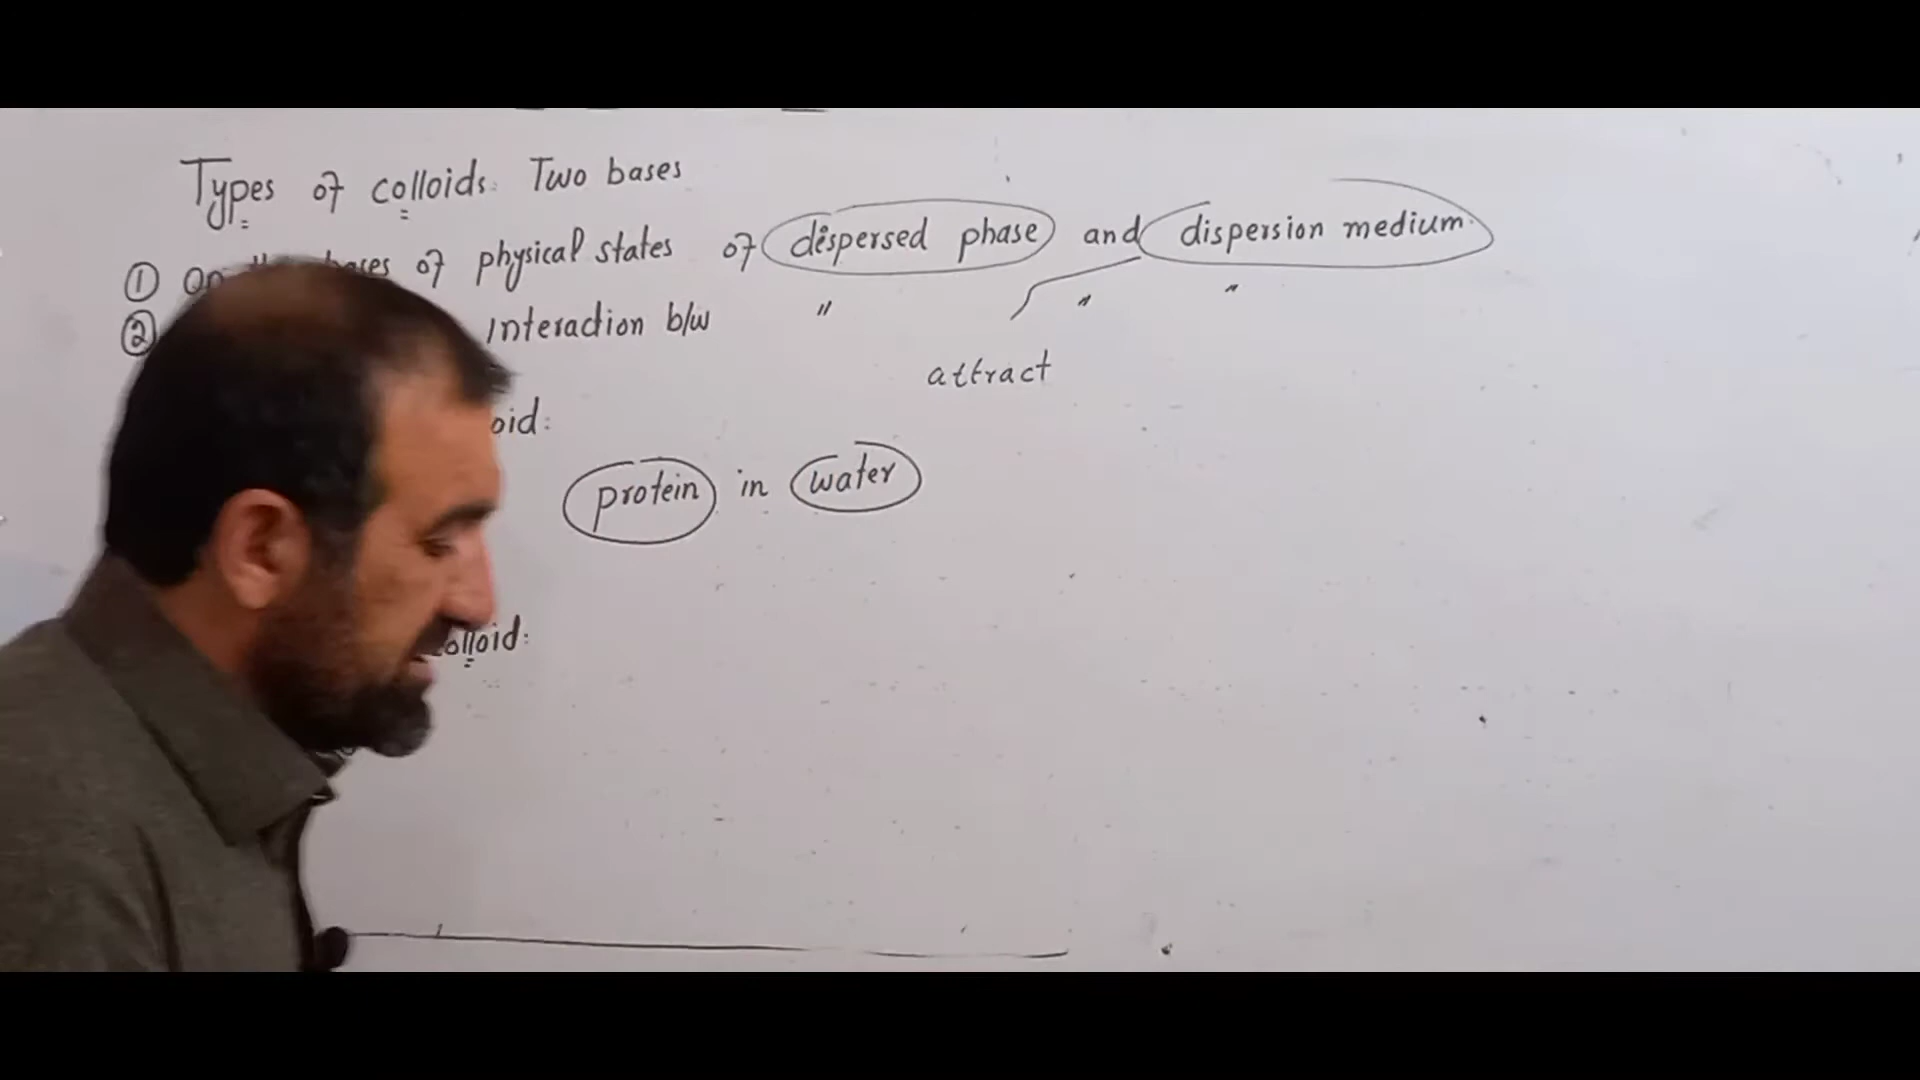 Types of colloids: Two bases
① On the bases of physical states of dispersed phase and dispersion medium.
② Interaction b/w " " "
attract
oid:
protein in water
colloid: